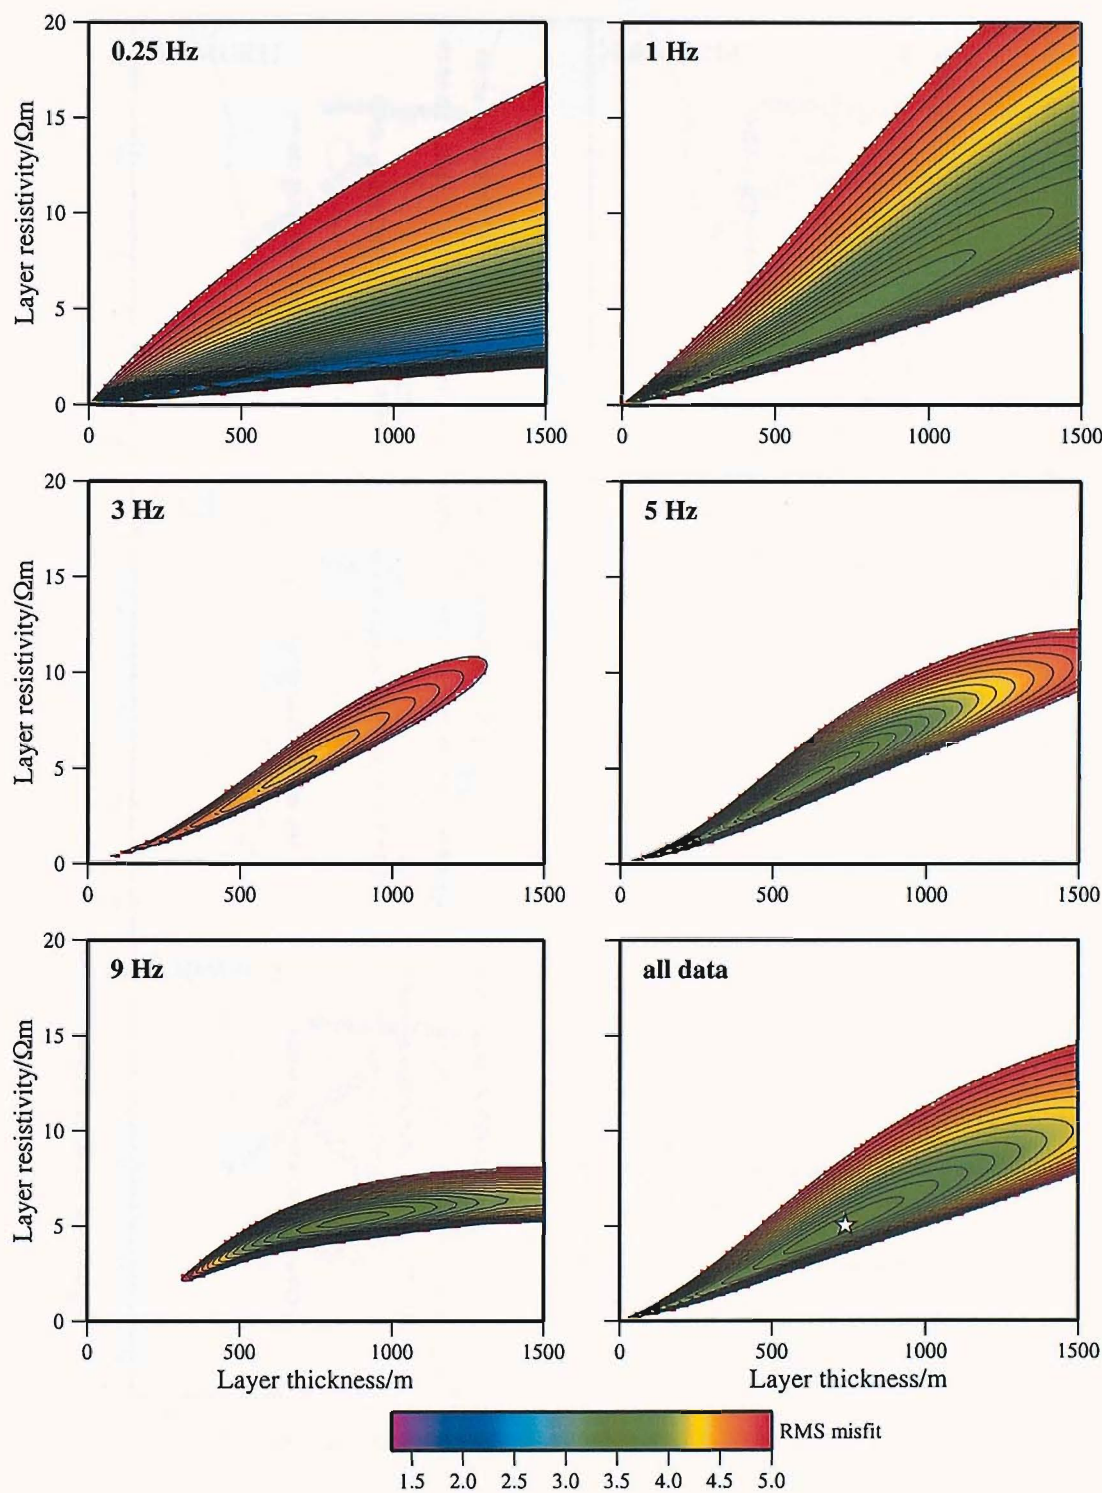 20
15
10
5
0
Layer resistivity/Ωm
0.25 Hz
0 500 1000 1500
1 Hz
0 500 1000 1500
20
15
10
5
0
Layer resistivity/Ωm
3 Hz
0 500 1000 1500
5 Hz
0 500 1000 1500
20
15
10
5
0
Layer resistivity/Ωm
9 Hz
0 500 1000 1500
Layer thickness/m
all data
0 500 1000 1500
Layer thickness/m
RMS misfit
1.5 2.0 2.5 3.0 3.5 4.0 4.5 5.0